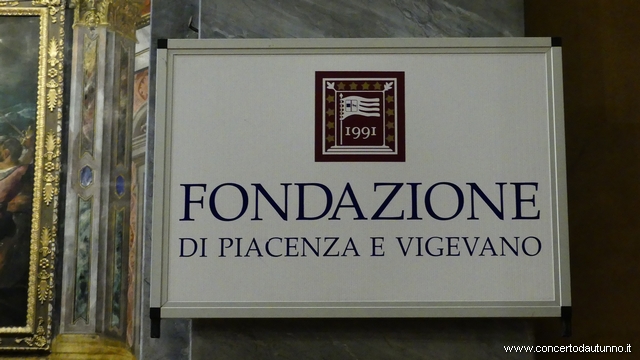 1991
FONDAZIONE
DI PIACENZA E VIGEVANO
www.concertodautunno.it